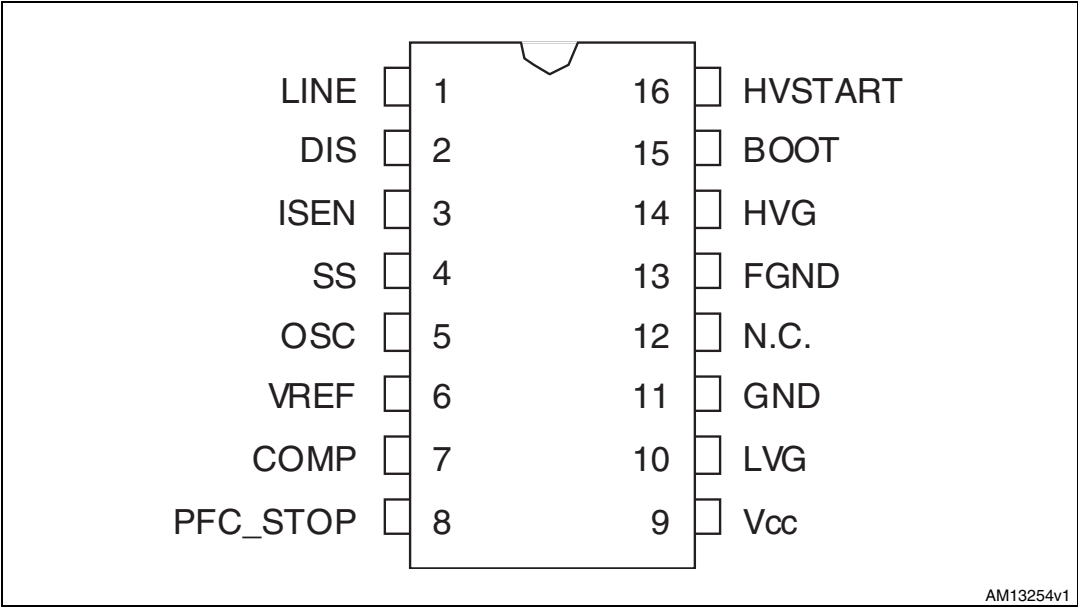 LINE 1 16 HVSTART
DIS 2 15 BOOT
ISEN 3 14 HVG
SS 4 13 FGND
OSC 5 12 N.C.
VREF 6 11 GND
COMP 7 10 LVG
PFC_STOP 8 9 Vcc
AM13254v1